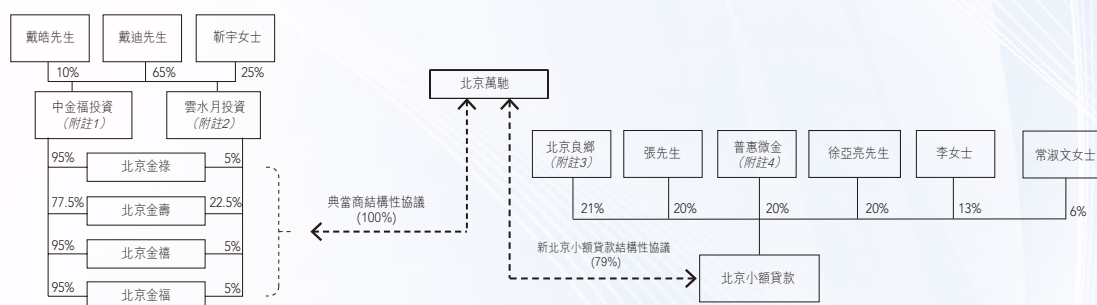 戴皓先生
戴迪先生
靳宇女士
10%
65%
25%
中金福投資
(附註1)
雲水月投資
(附註2)
95%
北京金祿
5%
77.5%
北京金壽
22.5%
95%
北京金禧
5%
95%
北京金福
5%
典當商結構性協議
(100%)
北京萬馳
新北京小額貸款結構性協議
(79%)
北京良鄉
(附註3)
張先生
普惠微金
(附註4)
徐亞亮先生
李女士
常淑文女士
21%
20%
20%
20%
13%
6%
北京小額貸款